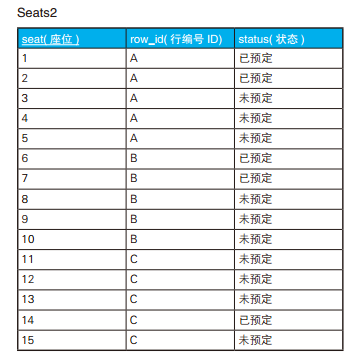 Seats2
seat( 座位 ) row_id( 行编号 ID) status( 状态 )
1 A 已预定
2 A 已预定
3 A 未预定
4 A 未预定
5 A 未预定
6 B 已预定
7 B 已预定
8 B 未预定
9 B 未预定
10 B 未预定
11 C 未预定
12 C 未预定
13 C 未预定
14 C 已预定
15 C 未预定